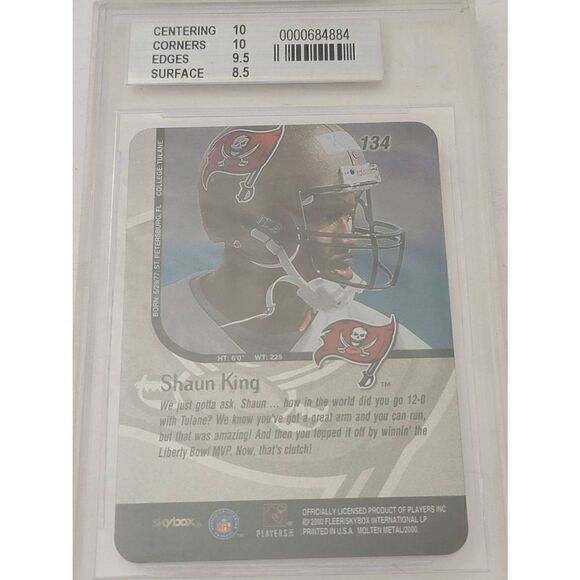 CENTERING 10
CORNERS 10
EDGES 9.5
SURFACE 8.5
0000684884
134
BORN: 5/29/77, ST. PETERSBURG, FL COLLEGE: TULANE
HT: 6'0" WT: 225
TM
Shaun King
We just gotta ask, Shaun ... how in the world did you go 12-0
with Tulane? We know you've got a great arm and you can run,
but that was amazing! And then you topped it off by winnin' the
Liberty Bowl MVP. Now, that's clutch!
skybox
NFL
PLAYERS INC
OFFICIALLY LICENSED PRODUCT OF PLAYERS INC
© 2000 FLEER/SKYBOX INTERNATIONAL LP
PRINTED IN U.S.A. MOLTEN METAL/2000